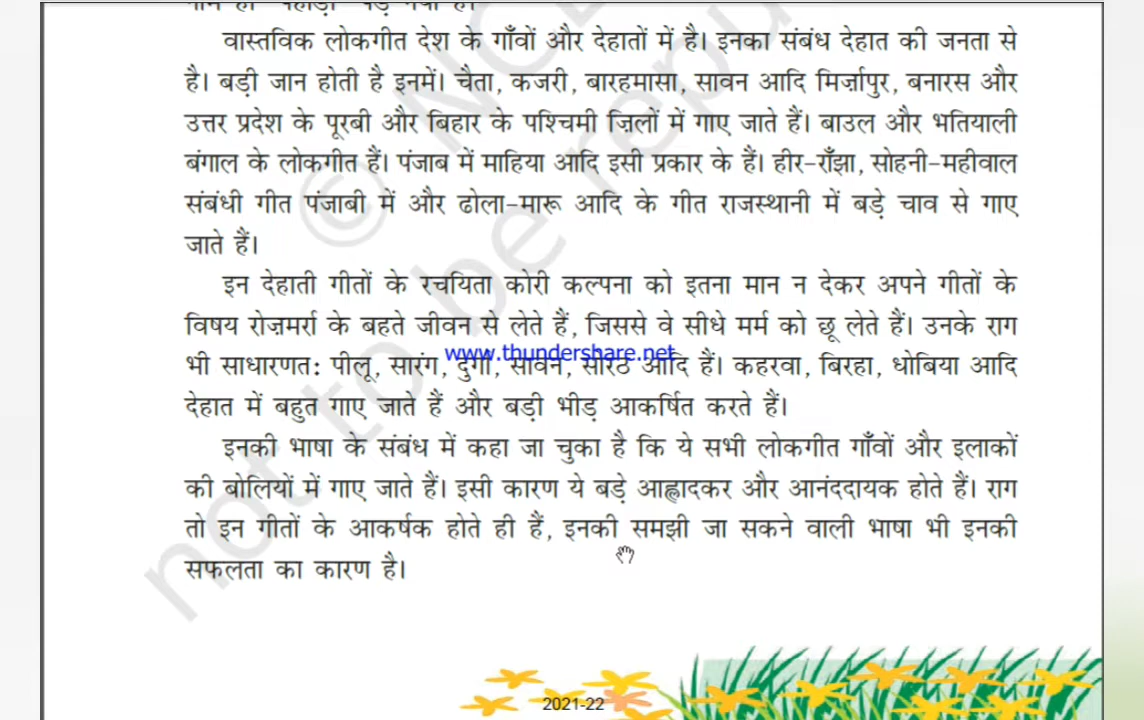 वास्तविक लोकगीत देश के गाँवों और देहातों में है। इनका संबंध देहात की जनता से
है। बड़ी जान होती है इनमें। चैता, कजरी, बारहमासा, सावन आदि मिर्ज़ापुर, बनारस और
उत्तर प्रदेश के पूरबी और बिहार के पश्चिमी ज़िलों में गाए जाते हैं। बाउल और भतियाली
बंगाल के लोकगीत हैं। पंजाब में माहिया आदि इसी प्रकार के हैं। हीर-राँझा, सोहनी-महीवाल
संबंधी गीत पंजाबी में और ढोला-मारू आदि के गीत राजस्थानी में बड़े चाव से गाए
जाते हैं।
इन देहाती गीतों के रचयिता कोरी कल्पना को इतना मान न देकर अपने गीतों के
विषय रोज़मर्रा के बहते जीवन से लेते हैं, जिससे वे सीधे मर्म को छू लेते हैं। उनके राग
भी साधारणत: पीलू, सारंग, दुर्गा, सावन, सोरठ आदि हैं। कहरवा, बिरहा, धोबिया आदि
www.thundershare.net
देहात में बहुत गाए जाते हैं और बड़ी भीड़ आकर्षित करते हैं।
इनकी भाषा के संबंध में कहा जा चुका है कि ये सभी लोकगीत गाँवों और इलाकों
की बोलियों में गाए जाते हैं। इसी कारण ये बड़े आह्लादकर और आनंददायक होते हैं। राग
तो इन गीतों के आकर्षक होते ही हैं, इनकी समझी जा सकने वाली भाषा भी इनकी
सफलता का कारण है।
not to be repu
2021-22